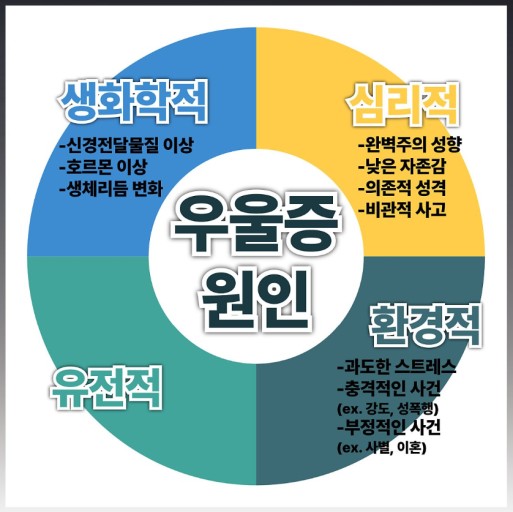 생화학적
-신경전달물질 이상
-호르몬 이상
-생체리듬 변화
심리적
-완벽주의 성향
-낮은 자존감
-의존적 성격
-비관적 사고
우울증
원인
유전적
환경적
-과도한 스트레스
-충격적인 사건
(ex. 강도, 성폭행)
-부정적인 사건
(ex. 사별, 이혼)